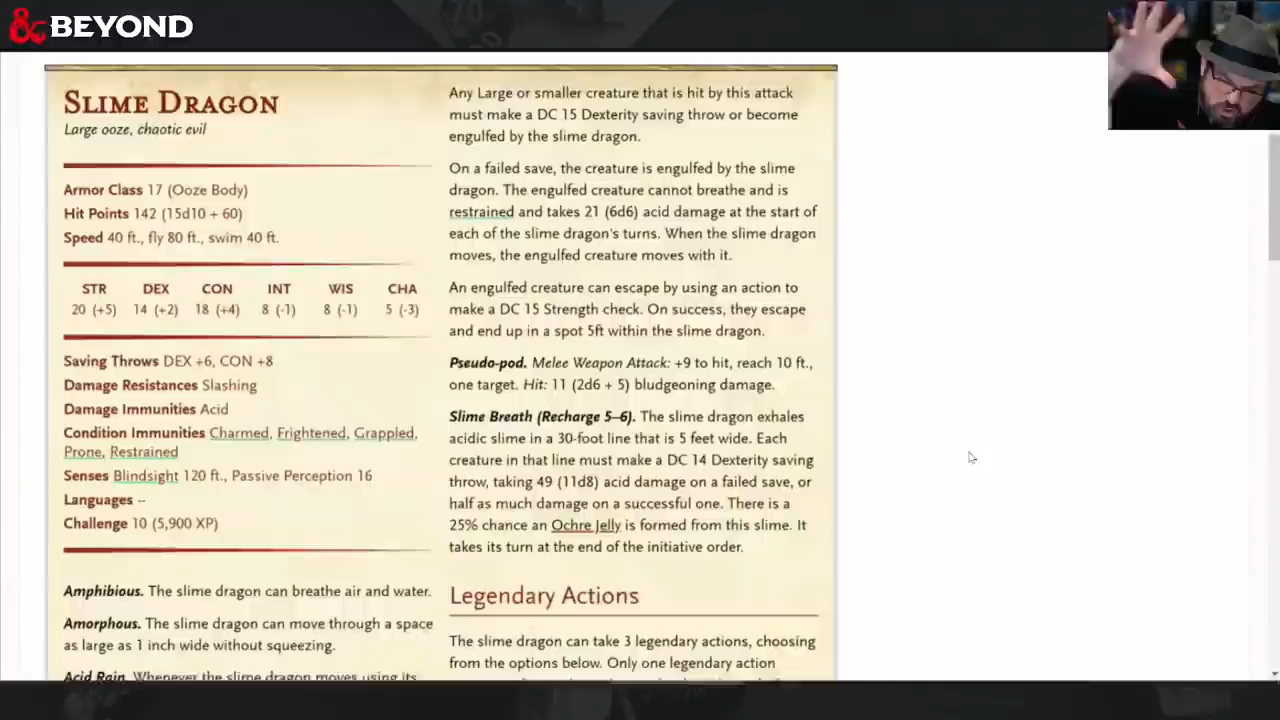 & BEYOND
SLIME DRAGON
Large ooze, chaotic evil
Armor Class 17 (Ooze Body)
Hit Points 142 (15d10 + 60)
Speed 40 ft., fly 80 ft., swim 40 ft.
STR DEX CON INT WIS CHA
20 (+5) 14 (+2) 18 (+4) 8 (-1) 8 (-1) 5 (-3)
Saving Throws DEX +6, CON +8
Damage Resistances Slashing
Damage Immunities Acid
Condition Immunities Charmed, Frightened, Grappled,
Prone, Restrained
Senses Blindsight 120 ft., Passive Perception 16
Languages --
Challenge 10 (5,900 XP)
Amphibious. The slime dragon can breathe air and water.
Amorphous. The slime dragon can move through a space
as large as 1 inch wide without squeezing.
Acid Rain. Whenever the slime dragon moves using its
Any Large or smaller creature that is hit by this attack
must make a DC 15 Dexterity saving throw or become
engulfed by the slime dragon.
On a failed save, the creature is engulfed by the slime
dragon. The engulfed creature cannot breathe and is
restrained and takes 21 (6d6) acid damage at the start of
each of the slime dragon's turns. When the slime dragon
moves, the engulfed creature moves with it.
An engulfed creature can escape by using an action to
make a DC 15 Strength check. On success, they escape
and end up in a spot 5ft within the slime dragon.
Pseudo-pod. Melee Weapon Attack: +9 to hit, reach 10 ft.,
one target. Hit: 11 (2d6 + 5) bludgeoning damage.
Slime Breath (Recharge 5–6). The slime dragon exhales
acidic slime in a 30-foot line that is 5 feet wide. Each
creature in that line must make a DC 14 Dexterity saving
throw, taking 49 (11d8) acid damage on a failed save, or
half as much damage on a successful one. There is a
25% chance an Ochre Jelly is formed from this slime. It
takes its turn at the end of the initiative order.
Legendary Actions
The slime dragon can take 3 legendary actions, choosing
from the options below. Only one legendary action